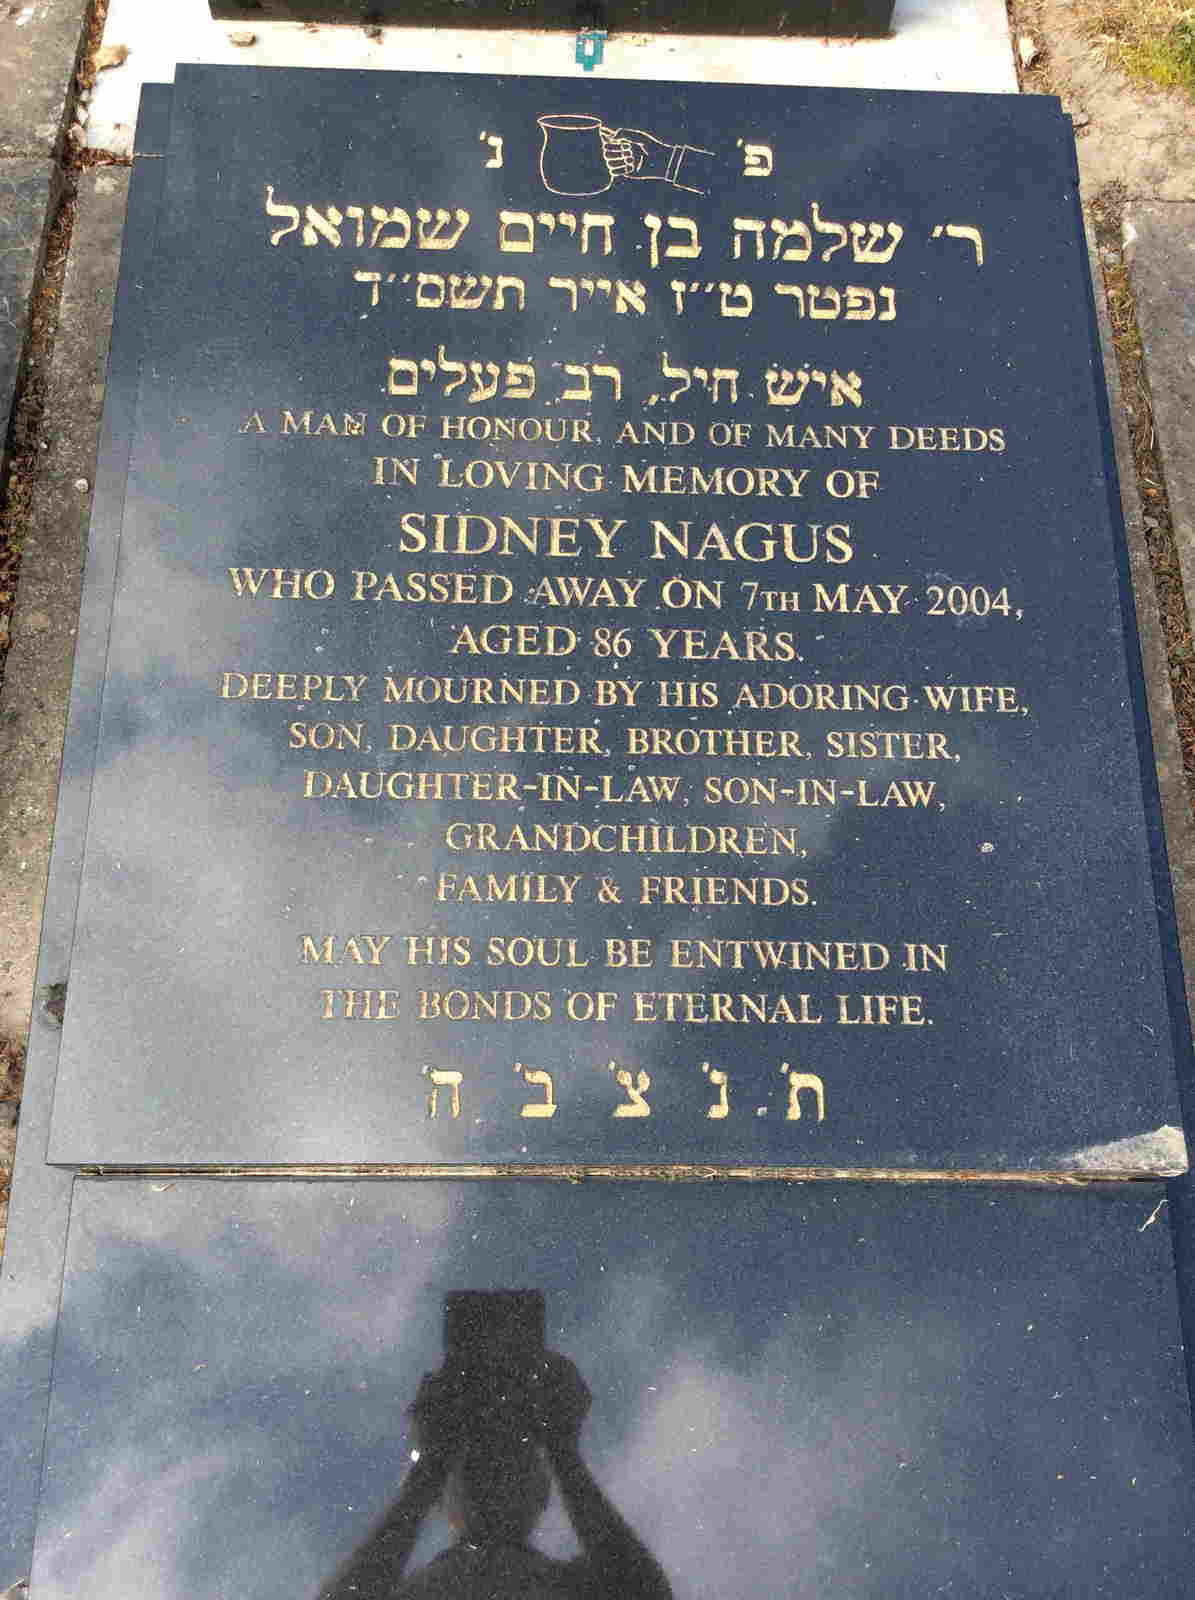 פ׳ נ׳
ר׳ שלמה בן חיים שמואל
נפטר ט׳׳ז אייר תשס׳׳ד
איש חיל, רב פעלים
A MAN OF HONOUR, AND OF MANY DEEDS
IN LOVING MEMORY OF
SIDNEY NAGUS
WHO PASSED AWAY ON 7TH MAY 2004,
AGED 86 YEARS.
DEEPLY MOURNED BY HIS ADORING WIFE,
SON, DAUGHTER, BROTHER, SISTER,
DAUGHTER-IN-LAW, SON-IN-LAW,
GRANDCHILDREN,
FAMILY & FRIENDS.
MAY HIS SOUL BE ENTWINED IN
THE BONDS OF ETERNAL LIFE.
ת׳ נ׳ צ׳ ב׳ ה׳